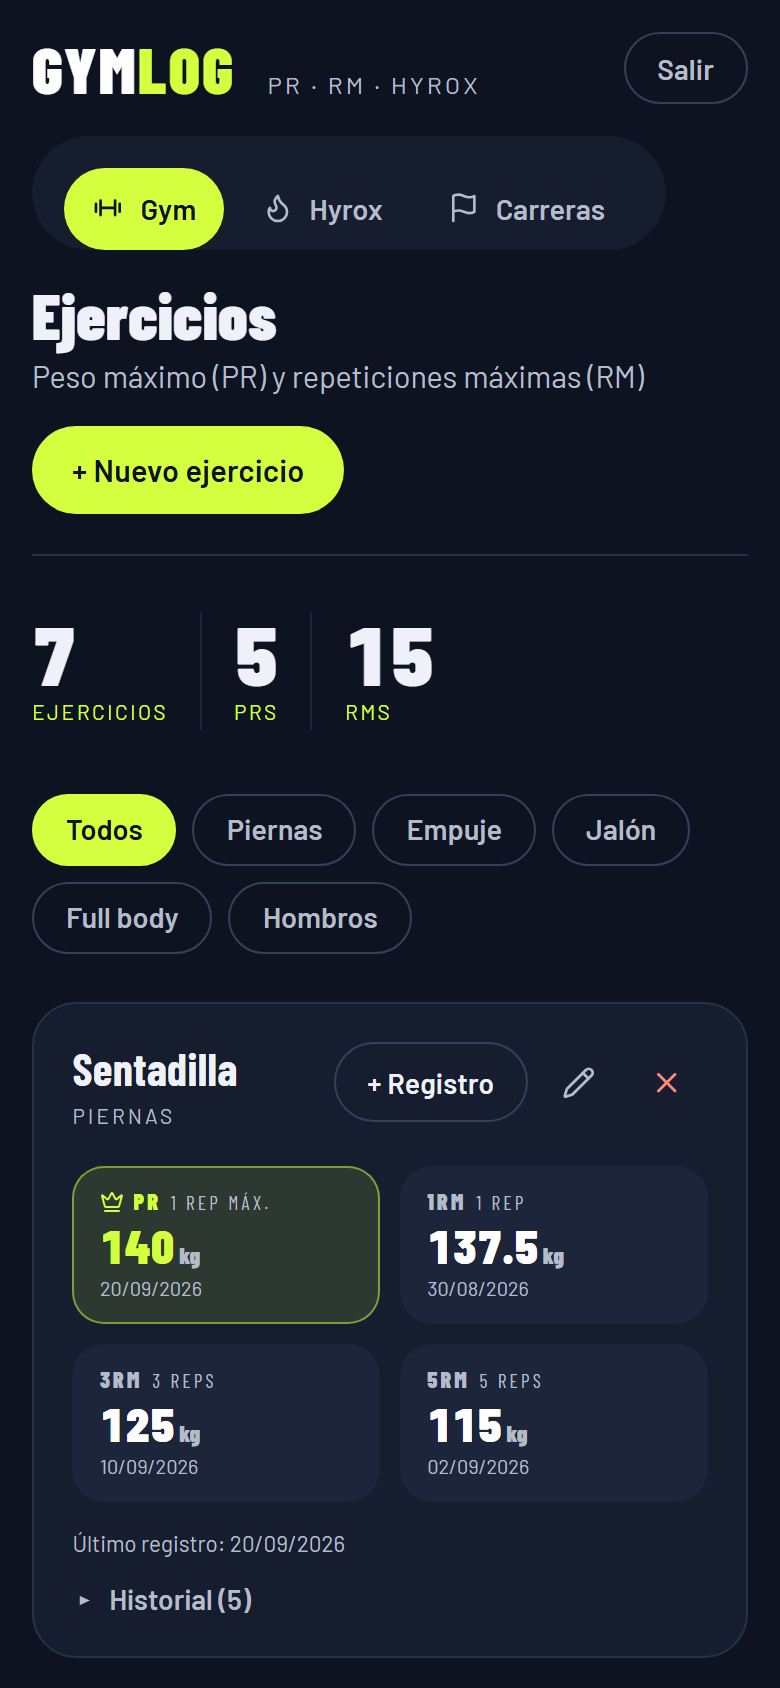 GYMLOG PR · RM · HYROX Salir
Gym Hyrox Carreras
Ejercicios
Peso máximo (PR) y repeticiones máximas (RM)
+ Nuevo ejercicio
7 5 15
EJERCICIOS PRS RMS
Todos Piernas Empuje Jalón
Full body Hombros
Sentadilla + Registro
PIERNAS
PR 1 REP MÁX.
140 kg
20/09/2026
1RM 1 REP
137.5 kg
30/08/2026
3RM 3 REPS
125 kg
10/09/2026
5RM 5 REPS
115 kg
02/09/2026
Último registro: 20/09/2026
Historial (5)